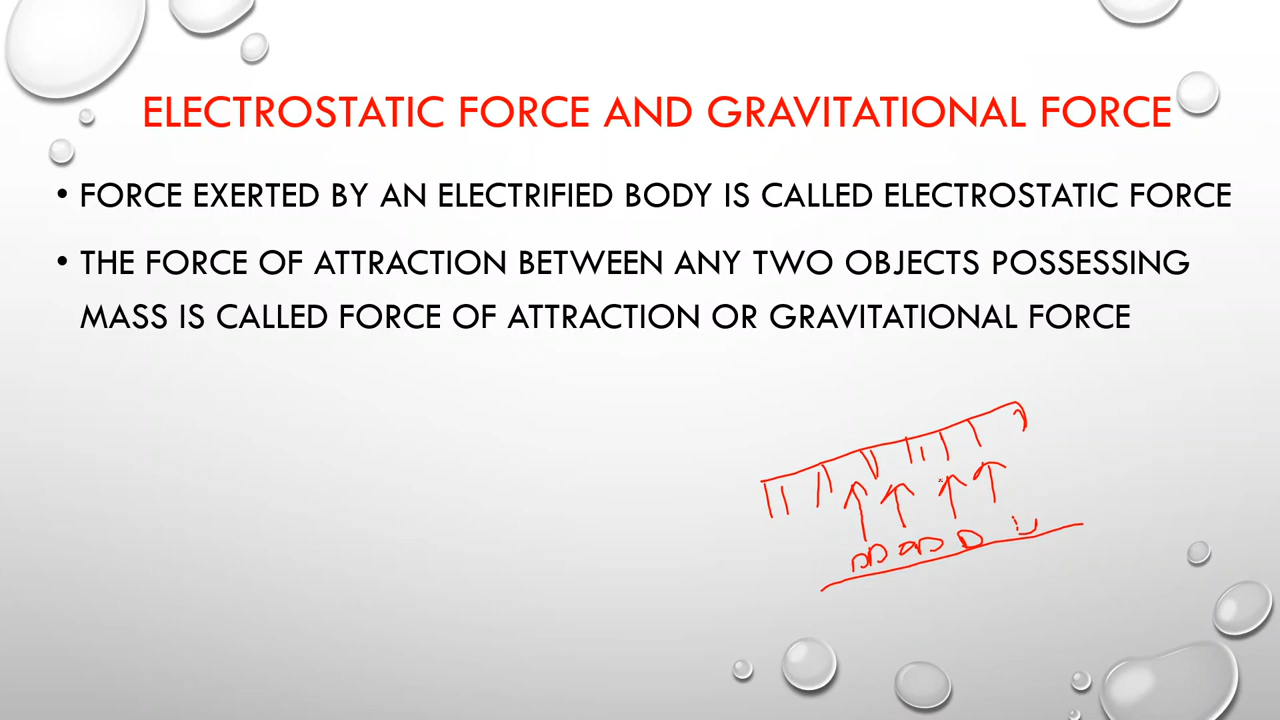 ELECTROSTATIC FORCE AND GRAVITATIONAL FORCE
• FORCE EXERTED BY AN ELECTRIFIED BODY IS CALLED ELECTROSTATIC FORCE
• THE FORCE OF ATTRACTION BETWEEN ANY TWO OBJECTS POSSESSING
MASS IS CALLED FORCE OF ATTRACTION OR GRAVITATIONAL FORCE